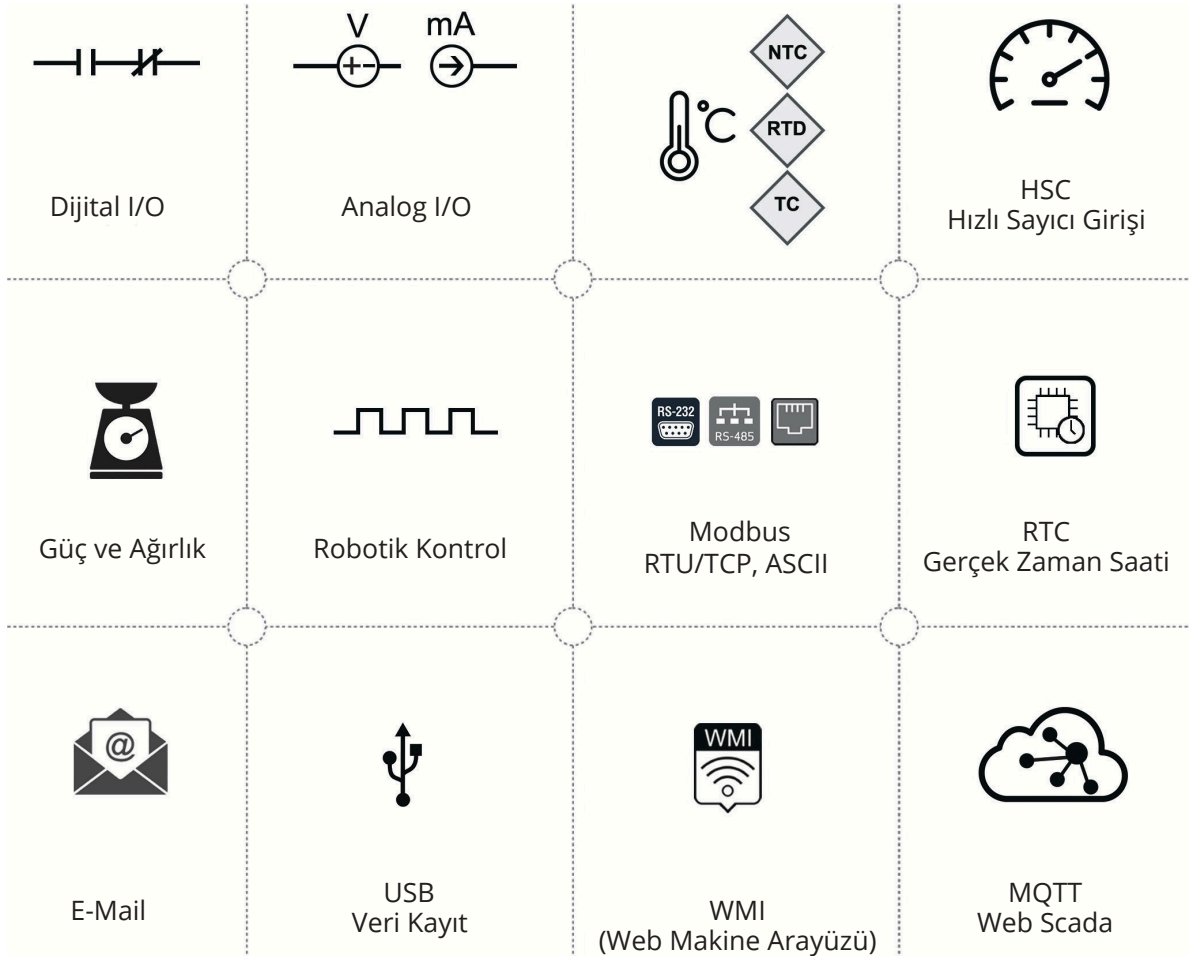 V
mA
Dijital I/O
Analog I/O
NTC
°C
RTD
TC
HSC
Hızlı Sayıcı Girişi
Güç ve Ağırlık
Robotik Kontrol
RS-232
RS-485
Modbus
RTU/TCP, ASCII
RTC
Gerçek Zaman Saati
@
E-Mail
USB
Veri Kayıt
WMI
WMI
(Web Makine Arayüzü)
MQTT
Web Scada